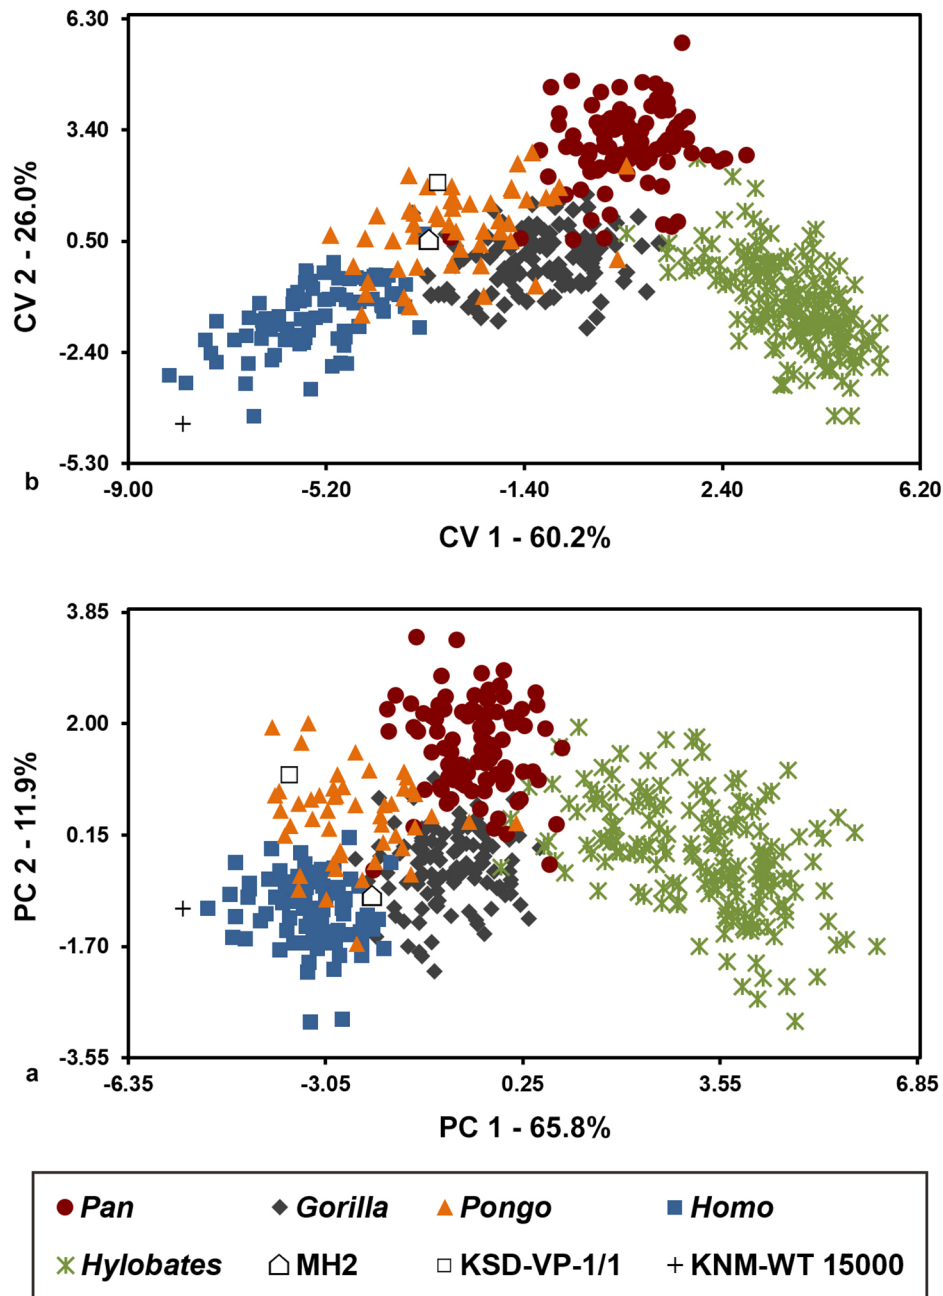 6.30
3.40
0.50
-2.40
-5.30
CV 2 - 26.0%
b
-9.00 -5.20 -1.40 2.40 6.20
CV 1 - 60.2%
3.85
2.00
0.15
-1.70
-3.55
PC 2 - 11.9%
a
-6.35 -3.05 0.25 3.55 6.85
PC 1 - 65.8%
Pan Gorilla Pongo Homo
Hylobates MH2 KSD-VP-1/1 KNM-WT 15000